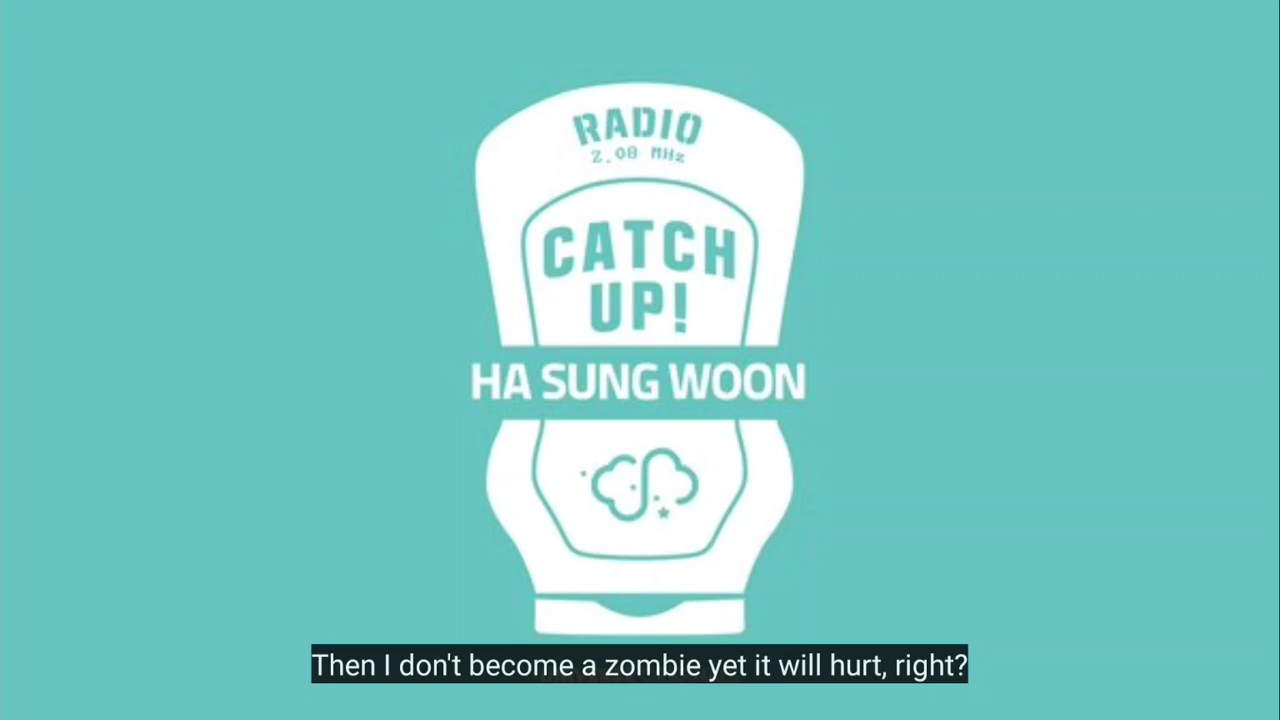 RADIO
2.08 MHz
CATCH
UP!
HA SUNG WOON
Then I don't become a zombie yet it will hurt, right?